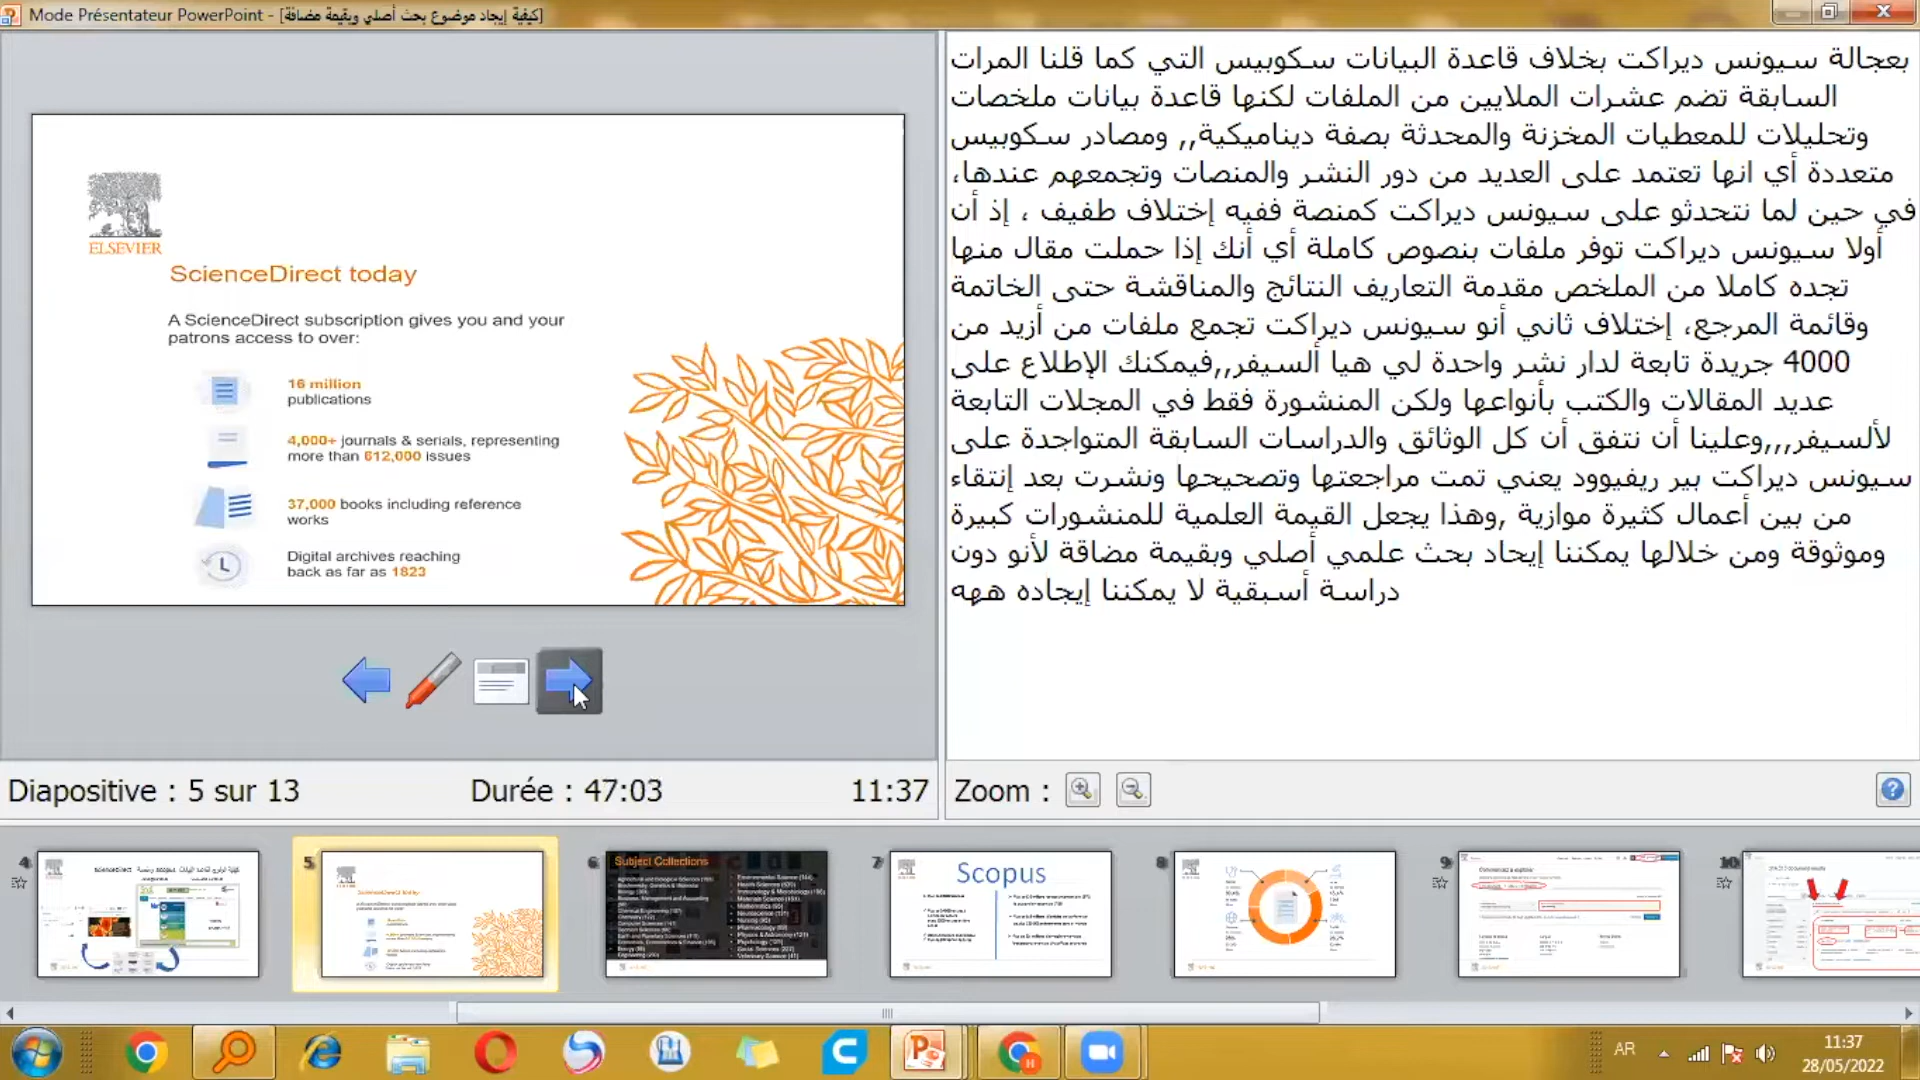 Mode Présentateur PowerPoint - [كيفية إيجاد موضوع بحث أصلي وبقيمة مضافة]
ELSEVIER
ScienceDirect today
A ScienceDirect subscription gives you and your
patrons access to over:
16 million
publications
4,000+ journals & serials, representing
more than 612,000 issues
37,000 books including reference
works
Digital archives reaching
back as far as 1823
بعجالة سيونس ديراكت بخلاف قاعدة البيانات سكوبيس التي كما قلنا المرات
السابقة تضم عشرات الملايين من الملفات لكنها قاعدة بيانات ملخصات
وتحليلات للمعطيات المخزنة والمحدثة بصفة ديناميكية,, ومصادر سكوبيس
متعددة أي انها تعتمد على العديد من دور النشر والمنصات وتجمعهم عندها،
في حين لما نتحدثو على سيونس ديراكت كمنصة ففيه إختلاف طفيف ، إذ أن
أولا سيونس ديراكت توفر ملفات بنصوص كاملة أي أنك إذا حملت مقال منها
تجده كاملا من الملخص مقدمة التعاريف النتائج والمناقشة حتى الخاتمة
وقائمة المرجع، إختلاف ثاني أنو سيونس ديراكت تجمع ملفات من أزيد من
4000 جريدة تابعة لدار نشر واحدة لي هيا ألسيفر,,فيمكنك الإطلاع على
عديد المقالات والكتب بأنواعها ولكن المنشورة فقط في المجلات التابعة
لألسيفر,,,وعلينا أن نتفق أن كل الوثائق والدراسات السابقة المتواجدة على
سيونس ديراكت بير ريفيوود يعني تمت مراجعتها وتصحيحها ونشرت بعد إنتقاء
من بين أعمال كثيرة موازية ,وهذا يجعل القيمة العلمية للمنشورات كبيرة
وموثوقة ومن خلالها يمكننا إيحاد بحث علمي أصلي وبقيمة مضاقة لأنو دون
دراسة أسبقية لا يمكننا إيجاده ههه
Diapositive : 5 sur 13
Durée : 47:03
11:37
Zoom :
4
5
ScienceDirect today
6
Subject Collections
7
Scopus
8
9
10
AR
11:37
28/05/2022